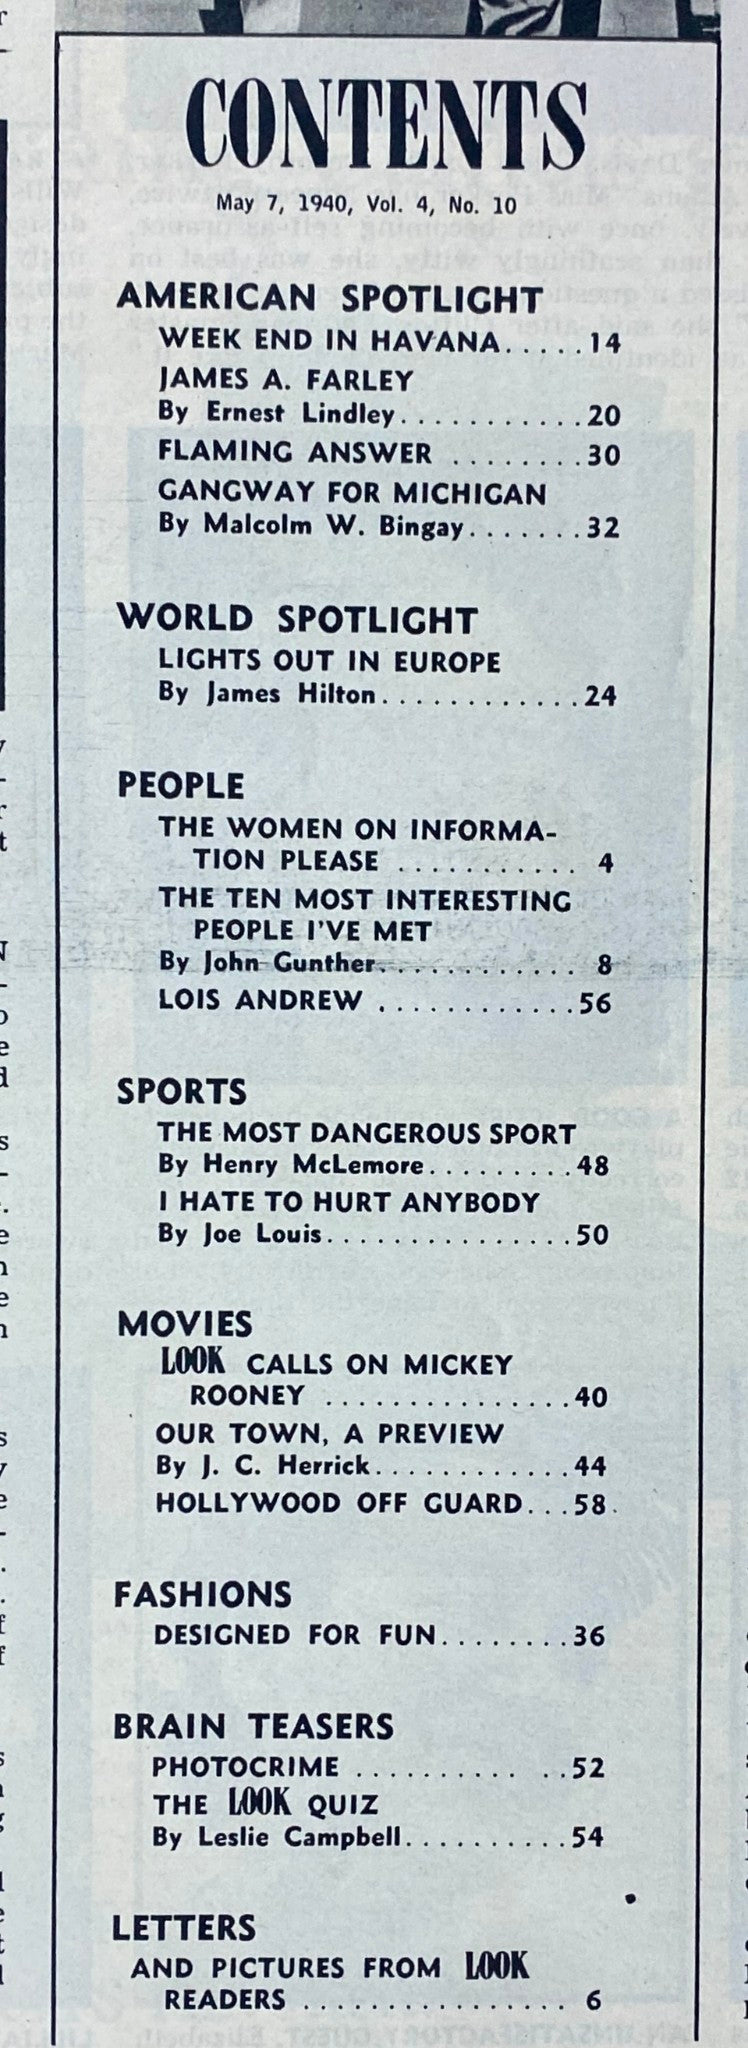 CONTENTS
May 7, 1940, Vol. 4, No. 10
AMERICAN SPOTLIGHT
WEEK END IN HAVANA.....14
JAMES A. FARLEY
By Ernest Lindley...........20
FLAMING ANSWER ........30
GANGWAY FOR MICHIGAN
By Malcolm W. Bingay.......32
WORLD SPOTLIGHT
LIGHTS OUT IN EUROPE
By James Hilton............24
PEOPLE
THE WOMEN ON INFORMA-
TION PLEASE ........... 4
THE TEN MOST INTERESTING
PEOPLE I'VE MET
By John Gunther............ 8
LOIS ANDREW ............56
SPORTS
THE MOST DANGEROUS SPORT
By Henry McLemore.........48
I HATE TO HURT ANYBODY
By Joe Louis...............50
MOVIES
LOOK CALLS ON MICKEY
ROONEY ...............40
OUR TOWN, A PREVIEW
By J. C. Herrick............44
HOLLYWOOD OFF GUARD...58
FASHIONS
DESIGNED FOR FUN........36
BRAIN TEASERS
PHOTOCRIME .......... ..52
THE LOOK QUIZ
By Leslie Campbell..........54
LETTERS
AND PICTURES FROM LOOK
READERS ................ 6